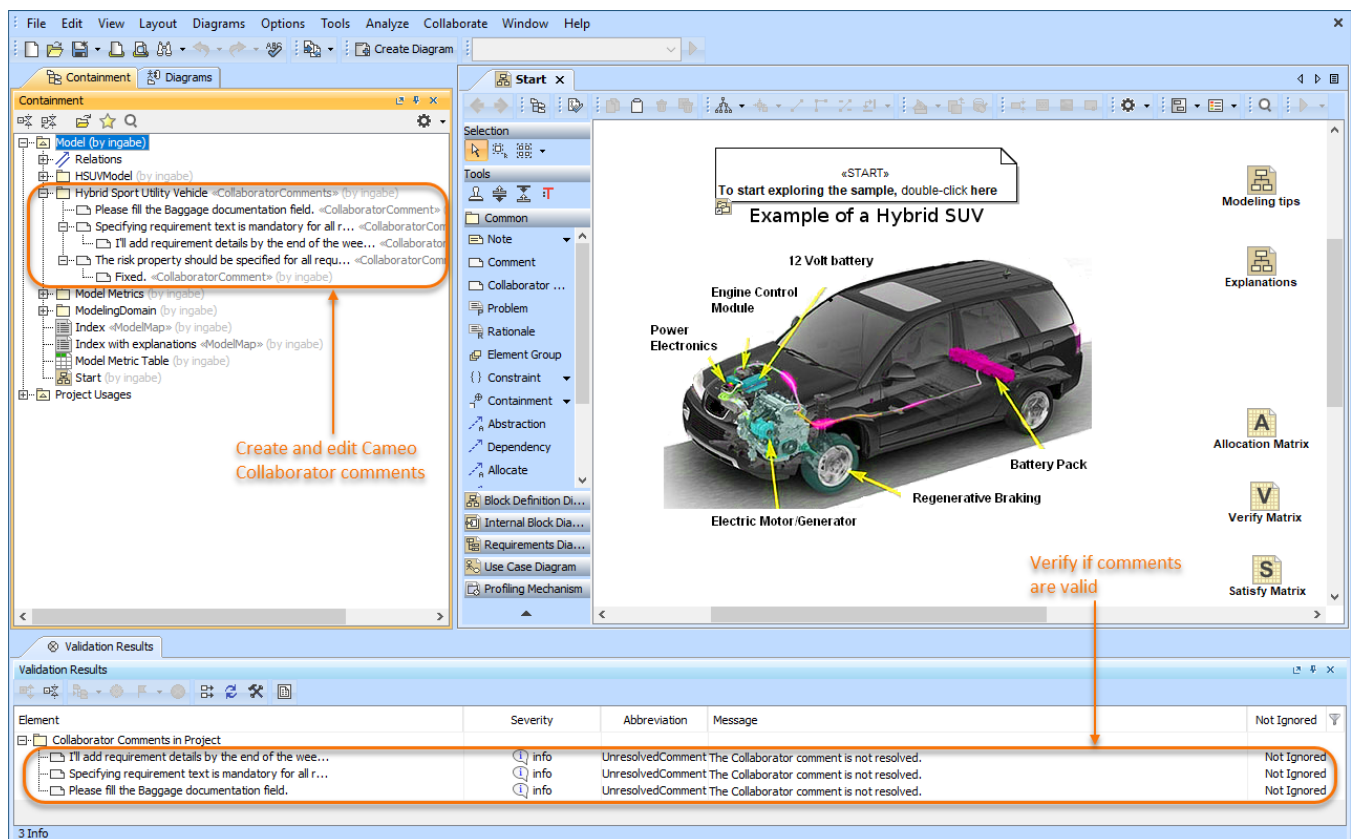 File Edit View Layout Diagrams Options Tools Analyze Collaborate Window Help
Create Diagram
Containment Diagrams
Containment
Model (by ingabe)
Relations
HSUVModel (by ingabe)
Hybrid Sport Utility Vehicle «CollaboratorComments» (by ingabe)
Please fill the Baggage documentation field. «CollaboratorComment»
Specifying requirement text is mandatory for all r... «CollaboratorCom
I'll add requirement details by the end of the wee... «Collaborator
The risk property should be specified for all requ... «CollaboratorCom
Fixed. «CollaboratorComment» (by ingabe)
Model Metrics (by ingabe)
ModelingDomain (by ingabe)
Index «ModelMap» (by ingabe)
Index with explanations «ModelMap» (by ingabe)
Model Metric Table (by ingabe)
Start (by ingabe)
Project Usages
Create and edit Cameo
Collaborator comments
Start
Selection
Tools
Common
Note
Comment
Collaborator ...
Problem
Rationale
Element Group
Constraint
Containment
Abstraction
Dependency
Allocate
Block Definition Di...
Internal Block Dia...
Requirements Dia...
Use Case Diagram
Profiling Mechanism
«START»
To start exploring the sample, double-click here
Example of a Hybrid SUV
12 Volt battery
Engine Control
Module
Power
Electronics
Battery Pack
Regenerative Braking
Electric Motor/Generator
Modeling tips
Explanations
A
Allocation Matrix
V
Verify Matrix
S
Satisfy Matrix
Verify if comments
are valid
Validation Results
Validation Results
Element Severity Abbreviation Message Not Ignored
Collaborator Comments in Project
I'll add requirement details by the end of the wee... info UnresolvedComment The Collaborator comment is not resolved. Not Ignored
Specifying requirement text is mandatory for all r... info UnresolvedComment The Collaborator comment is not resolved. Not Ignored
Please fill the Baggage documentation field. info UnresolvedComment The Collaborator comment is not resolved. Not Ignored
3 Info